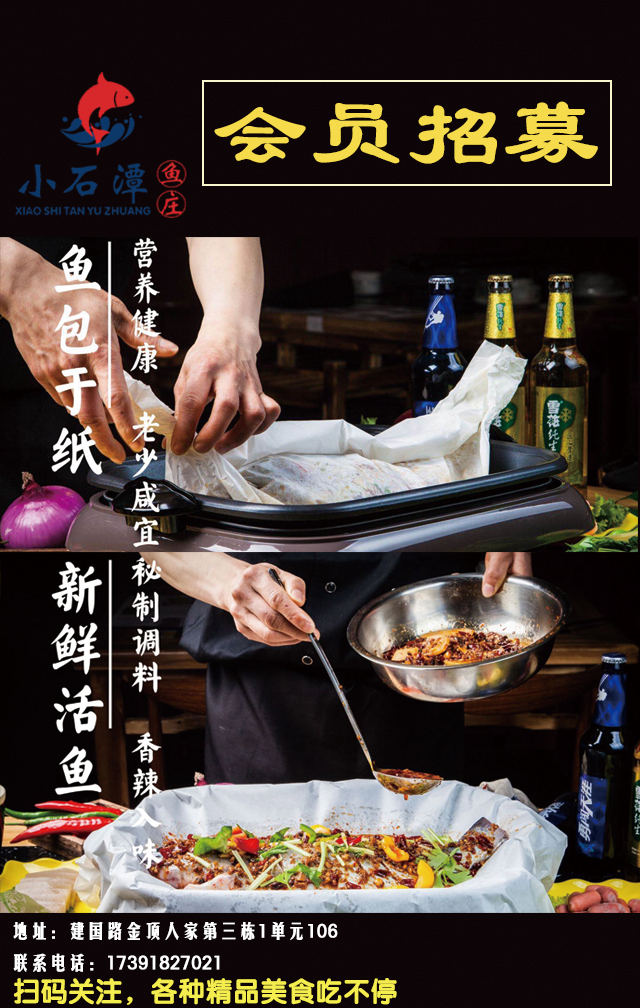 会员招募
小石潭
鱼庄
XIAO SHI TAN YU ZHUANG
鱼包于纸
营养健康 老少咸宜
雪花
纯生
新鲜活鱼
秘制调料 香辣入味
地址：建国路金顶人家第三栋1单元106
联系电话：17391827021
扫码关注，各种精品美食吃不停